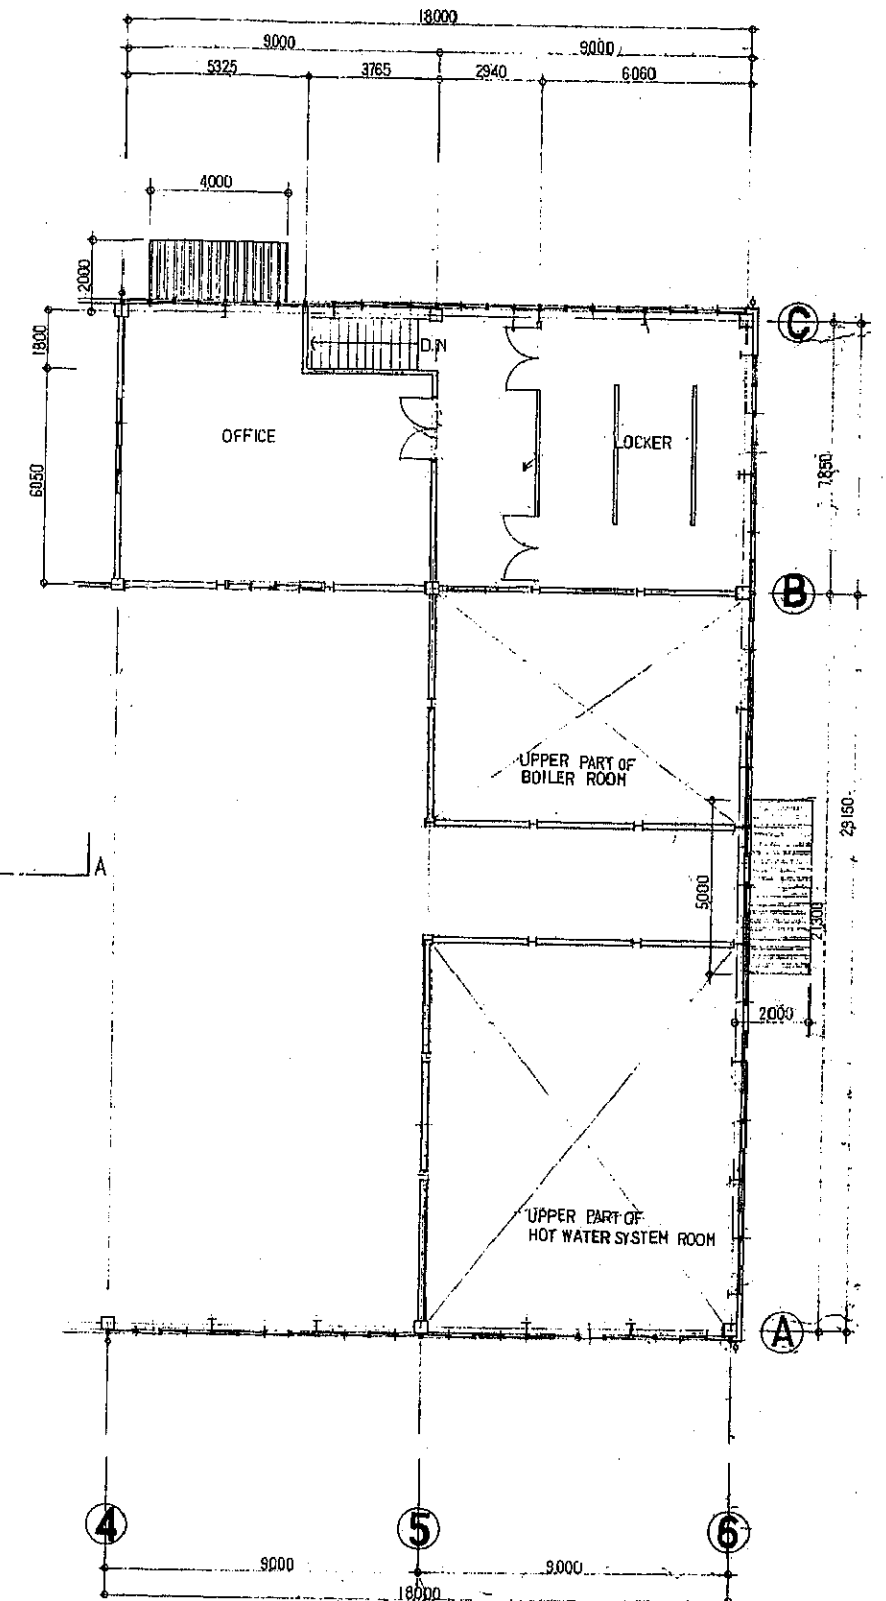 18000
9000
9000
5325
3765
2940
6060
4000
2000
1800
C
D.N
OFFICE
LOCKER
6050
7850
B
UPPER PART OF
BOILER ROOM
A
5000
29150
21300
2000
UPPER PART OF
HOT WATER SYSTEM ROOM
A
4
5
6
9000
9000
18000